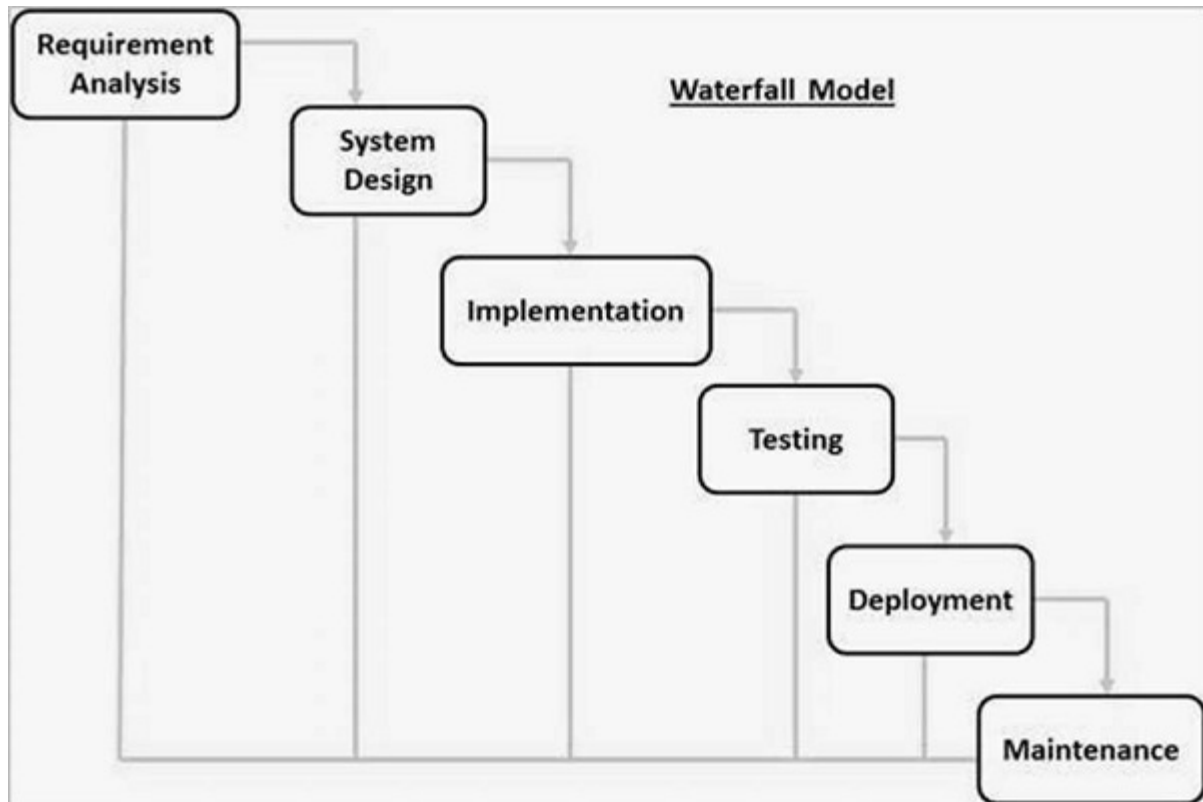 Requirement
Analysis
Waterfall Model
System
Design
Implementation
Testing
Deployment
Maintenance